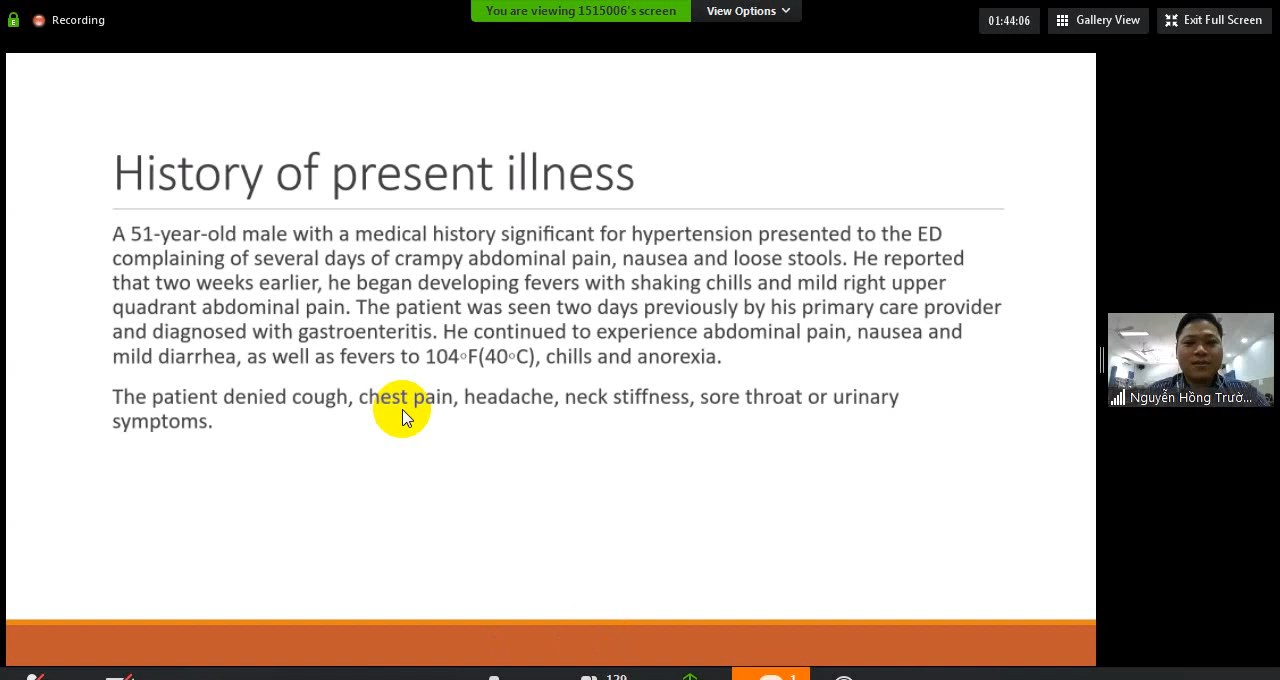 Recording
You are viewing 1515006's screen
View Options
01:44:06
Gallery View
Exit Full Screen
History of present illness
A 51-year-old male with a medical history significant for hypertension presented to the ED
complaining of several days of crampy abdominal pain, nausea and loose stools. He reported
that two weeks earlier, he began developing fevers with shaking chills and mild right upper
quadrant abdominal pain. The patient was seen two days previously by his primary care provider
and diagnosed with gastroenteritis. He continued to experience abdominal pain, nausea and
mild diarrhea, as well as fevers to 104◦F(40◦C), chills and anorexia.
The patient denied cough, chest pain, headache, neck stiffness, sore throat or urinary
symptoms.
Nguyễn Hồng Trườ...
129
1